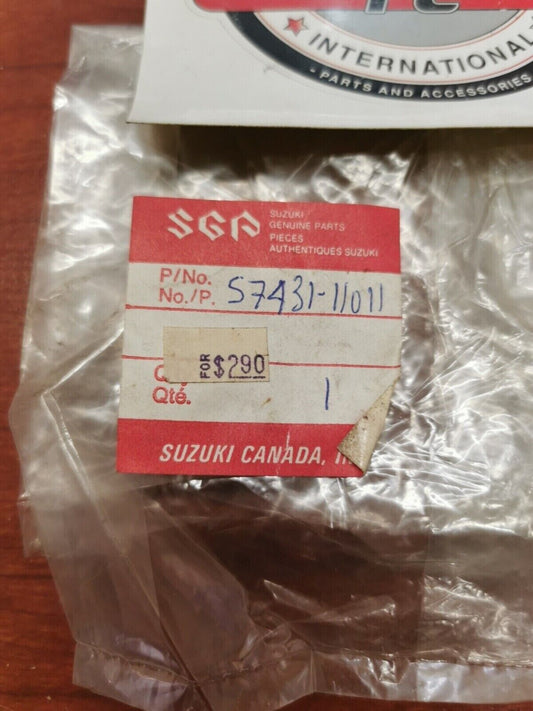 INTERNATIONAL
- PARTS AND ACCESSORIES
SGP
SUZUKI
GENUINE PARTS
PIECES
AUTHENTIQUES SUZUKI
P/No.
No./P. 57431-11011
FOR $290
Qté. 1
SUZUKI CANADA,